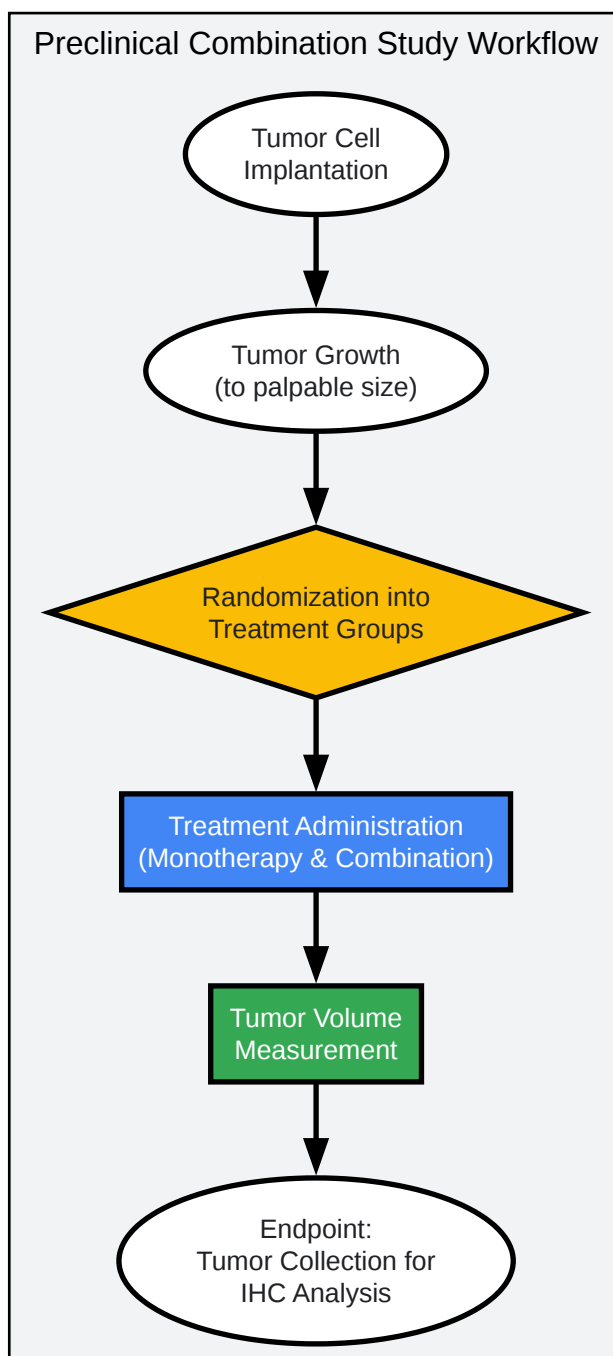 Preclinical Combination Study Workflow
Tumor Cell
Implantation
Tumor Growth
(to palpable size)
Randomization into
Treatment Groups
Treatment Administration
(Monotherapy & Combination)
Tumor Volume
Measurement
Endpoint:
Tumor Collection for
IHC Analysis